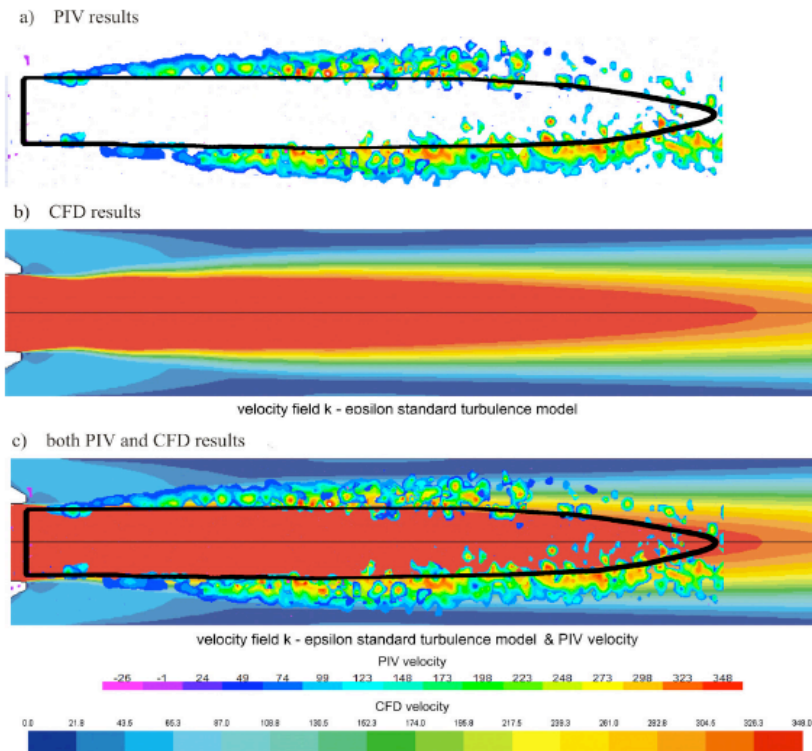 a) PIV results
b) CFD results
velocity field k - epsilon standard turbulence model
c) both PIV and CFD results
velocity field k - epsilon standard turbulence model & PIV velocity
PIV velocity
-26 -1 24 49 74 99 123 148 173 198 223 248 273 298 323 348
CFD velocity
0.0 21.8 43.5 65.3 97.0 108.8 130.5 162.3 174.0 195.8 217.5 239.3 261.0 282.8 304.5 326.3 348.0